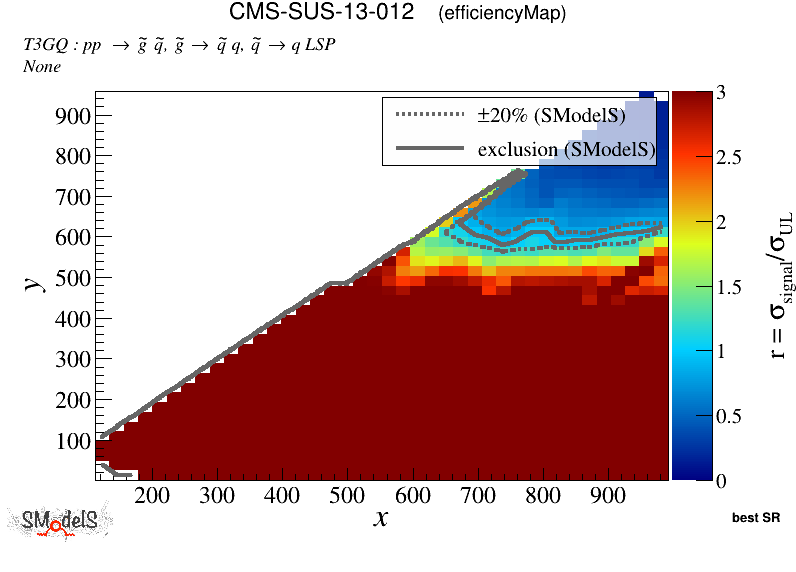 CMS-SUS-13-012 (efficiencyMap)
T3GQ : pp → g̃ q̃, g̃ → q̃ q, q̃ → q LSP
None
±20% (SModelS)
exclusion (SModelS)
900
800
700
600
500
400
300
200
100
y
200 300 400 500 600 700 800 900
x
3
2.5
2
1.5
1
0.5
0
r = σsignal/σUL
SModelS
best SR